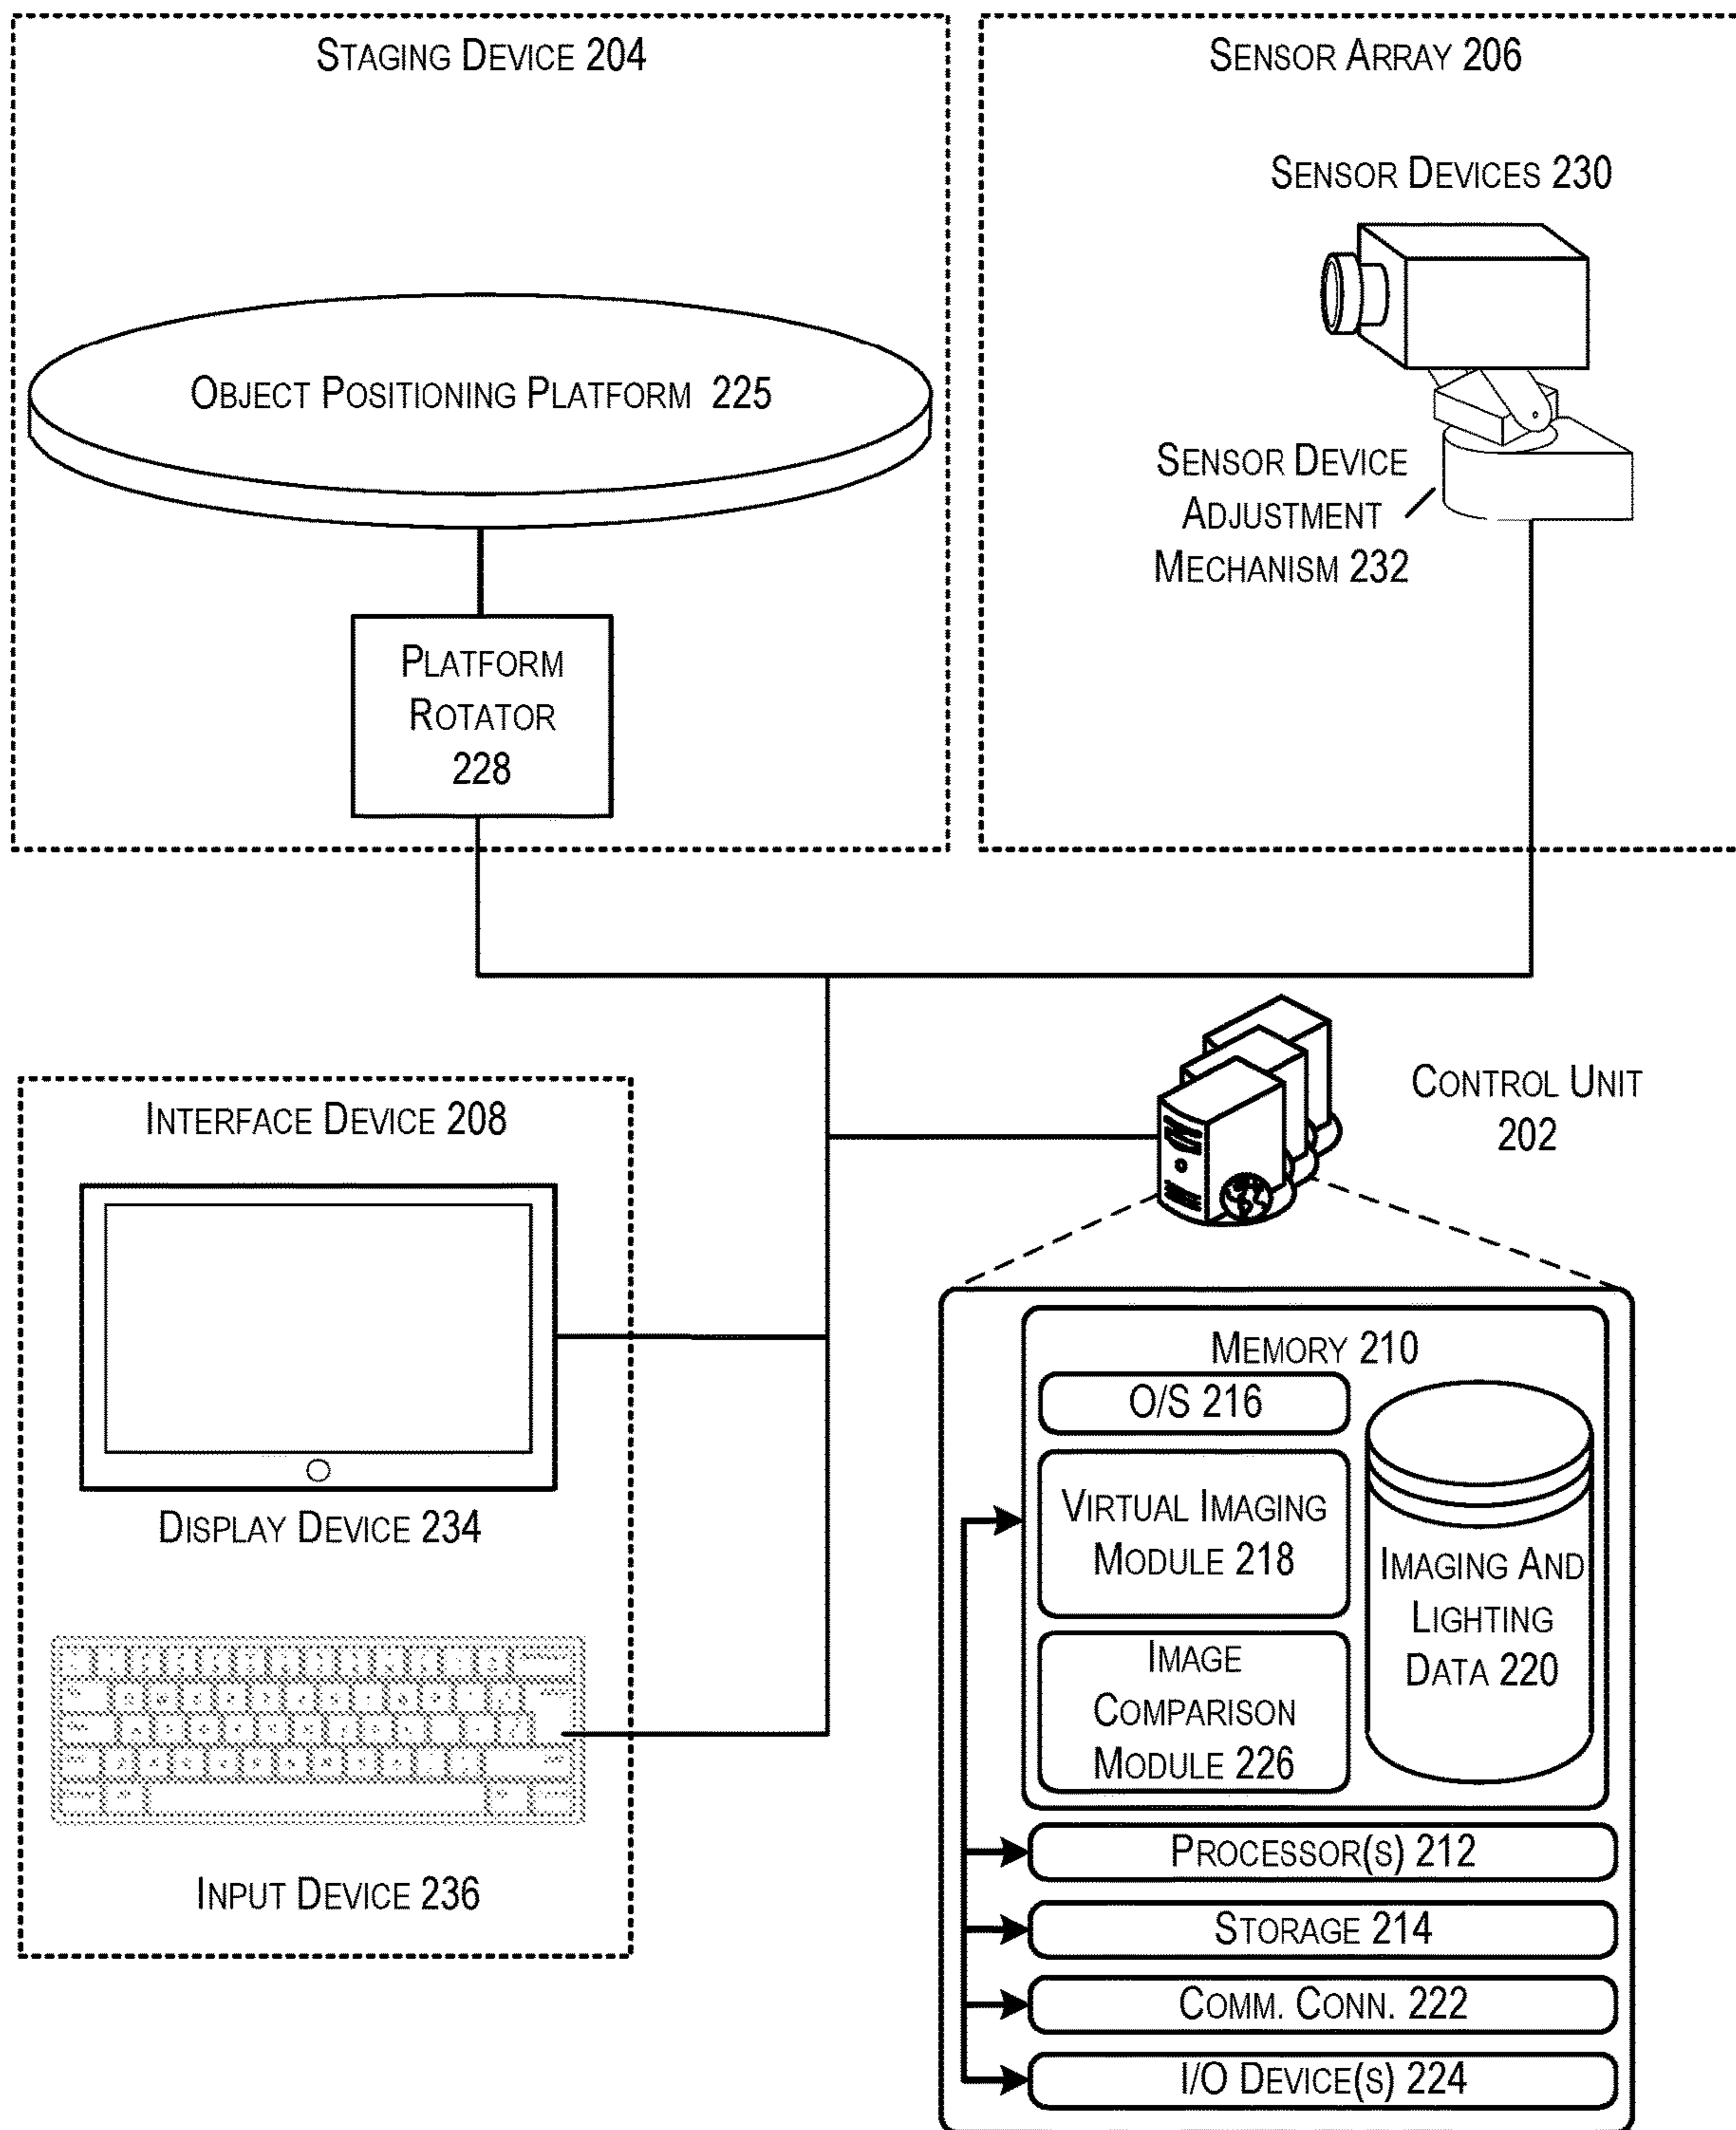 STAGING DEVICE 204
SENSOR ARRAY 206
SENSOR DEVICES 230
OBJECT POSITIONING PLATFORM 225
SENSOR DEVICE
ADJUSTMENT
MECHANISM 232
PLATFORM
ROTATOR
228
CONTROL UNIT
202
INTERFACE DEVICE 208
DISPLAY DEVICE 234
INPUT DEVICE 236
MEMORY 210
O/S 216
VIRTUAL IMAGING
MODULE 218
IMAGE
COMPARISON
MODULE 226
IMAGING AND
LIGHTING
DATA 220
PROCESSOR(S) 212
STORAGE 214
COMM. CONN. 222
I/O DEVICE(S) 224